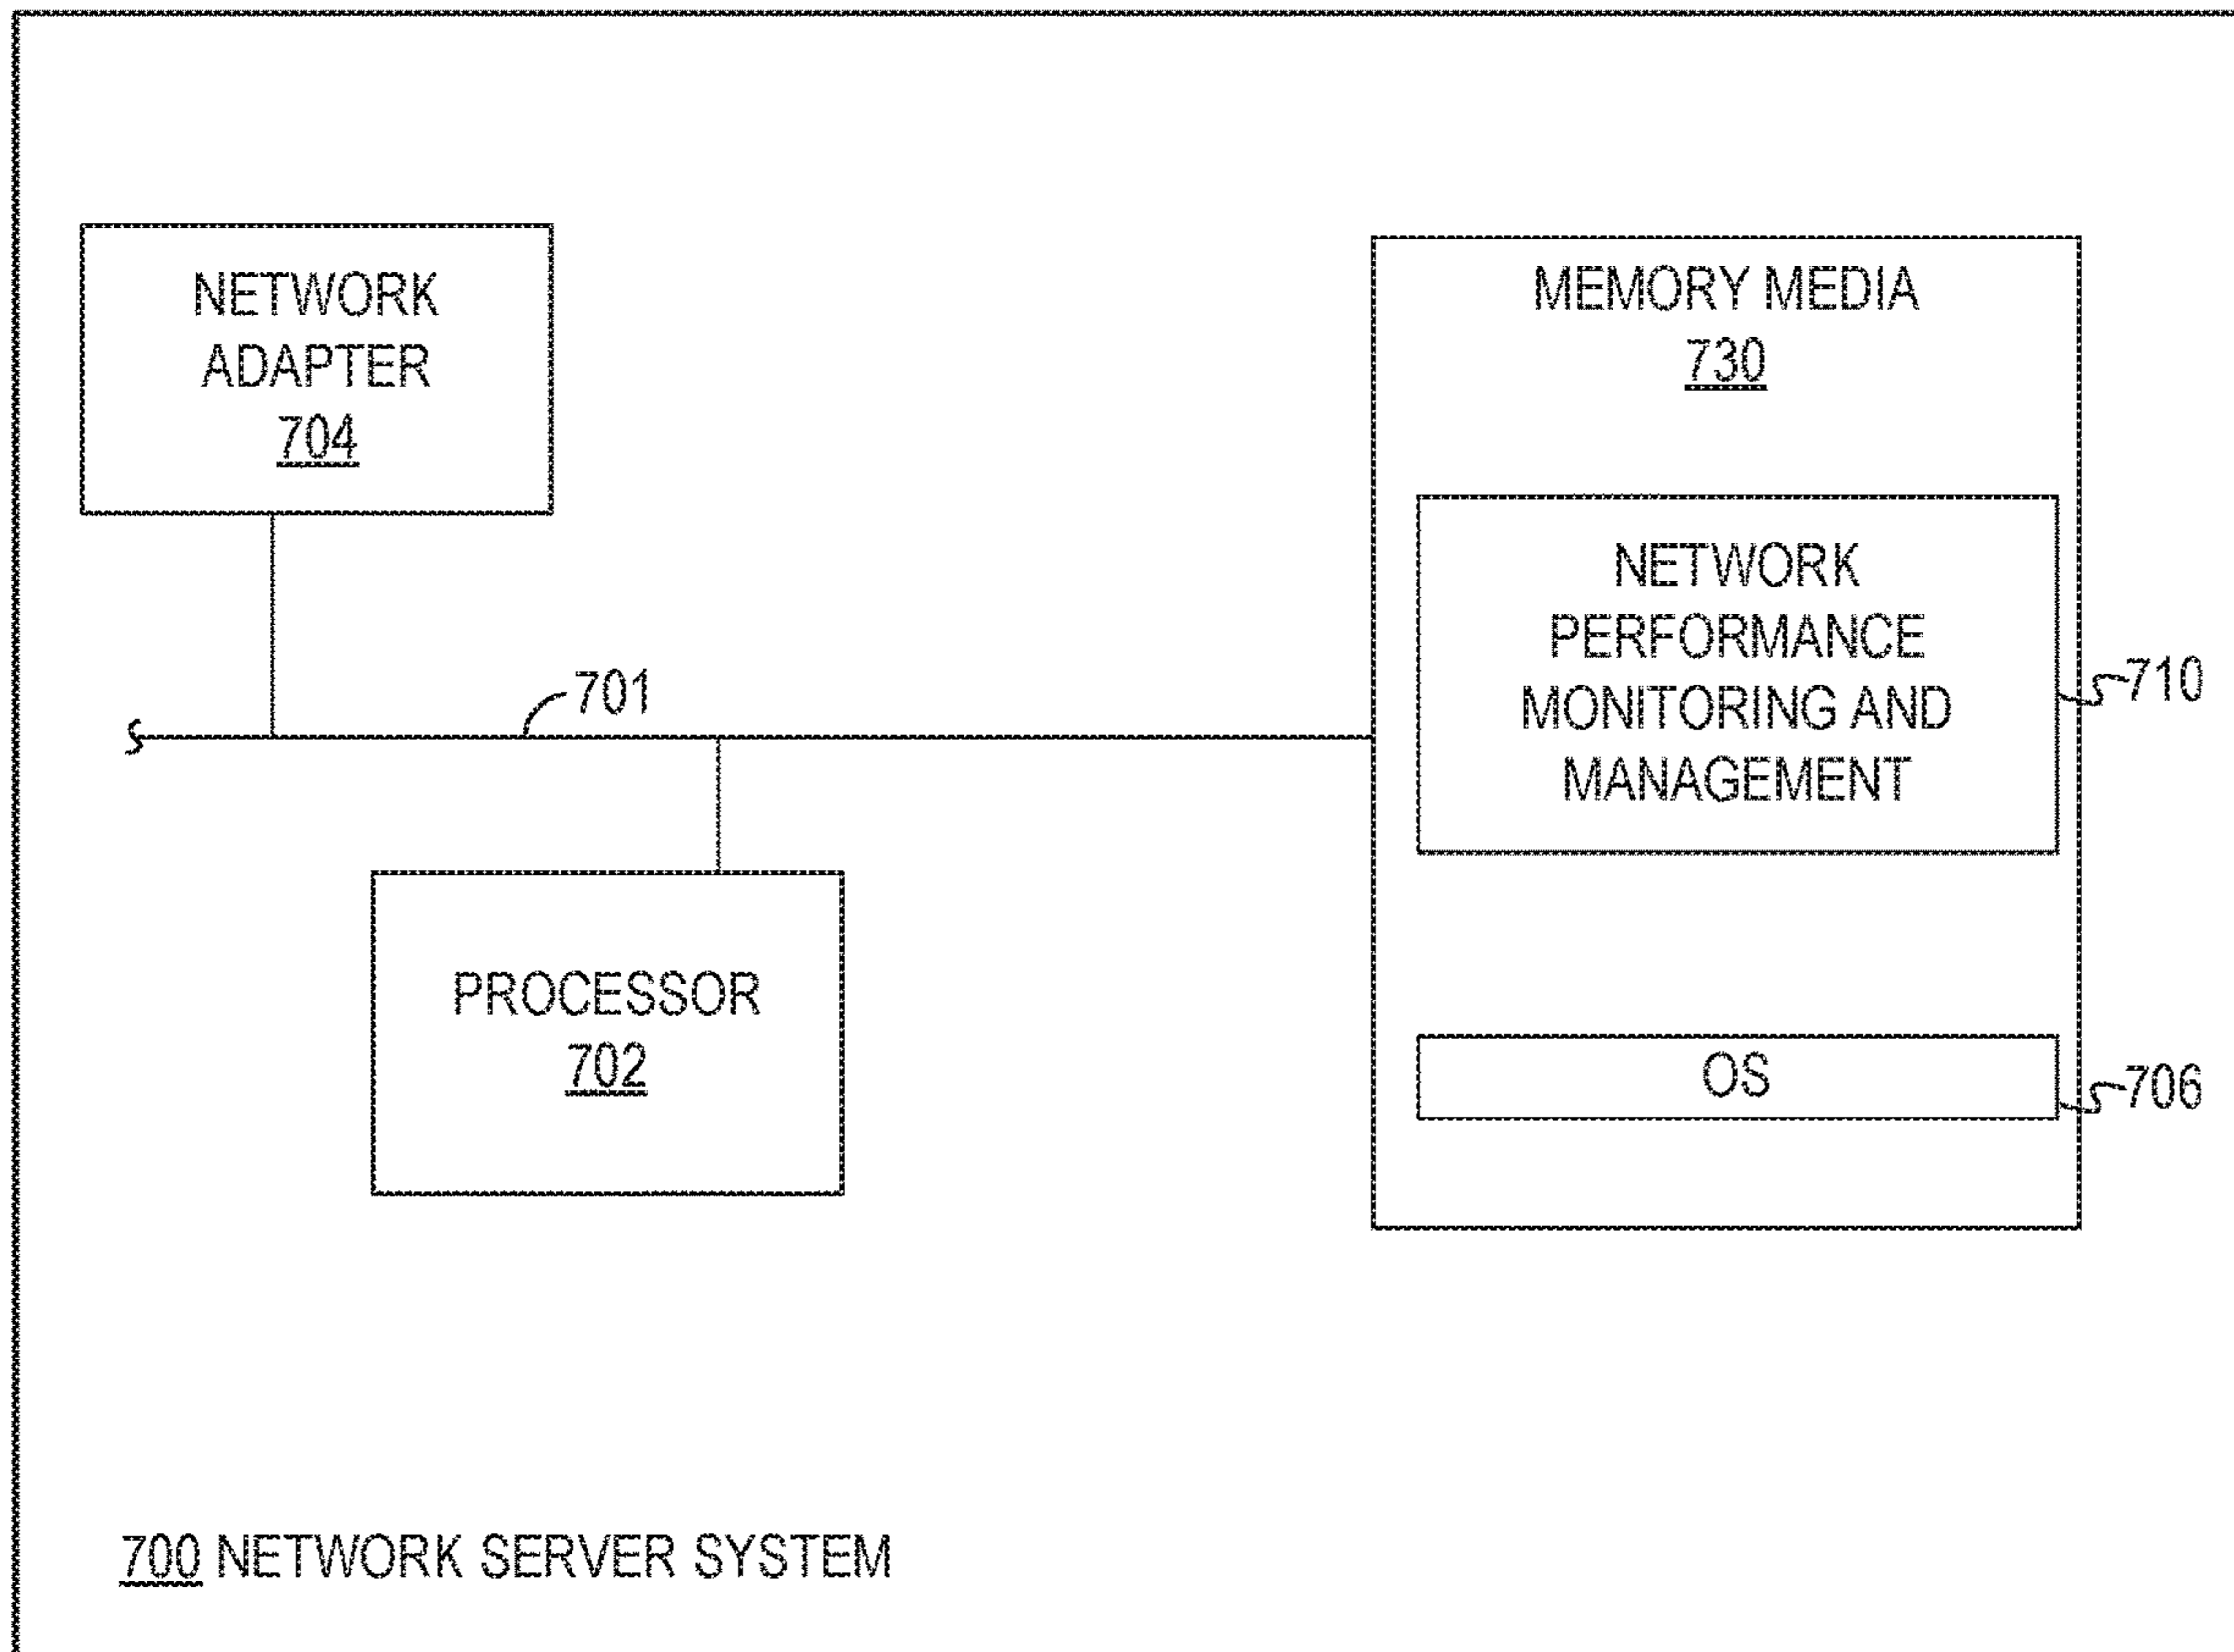 NETWORK
ADAPTER
704
MEMORY MEDIA
730
NETWORK
PERFORMANCE
MONITORING AND
MANAGEMENT
710
701
PROCESSOR
702
OS
706
700 NETWORK SERVER SYSTEM